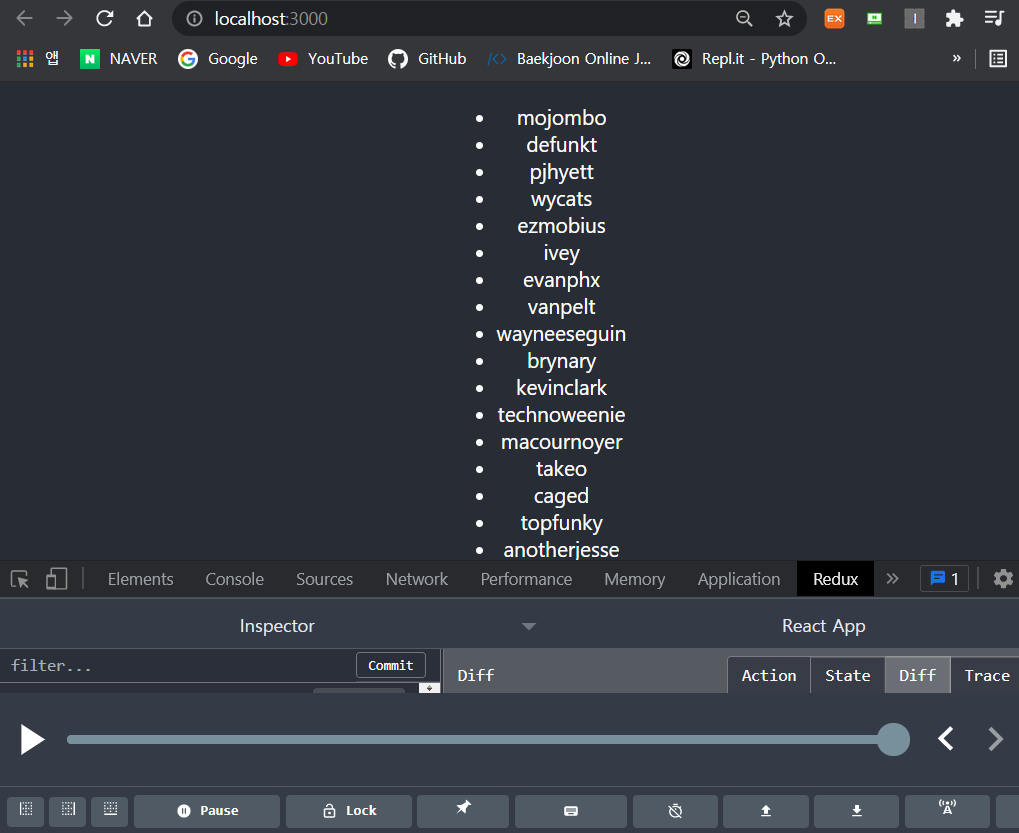 localhost:3000
EX
N
I
앱 N NAVER Google YouTube GitHub Baekjoon Online J... Repl.it - Python O... »
mojombo
defunkt
pjhyett
wycats
ezmobius
ivey
evanphx
vanpelt
wayneeseguin
brynary
kevinclark
technoweenie
macournoyer
takeo
caged
topfunky
anotherjesse
Elements Console Sources Network Performance Memory Application Redux » 1
Inspector React App
filter... Commit Diff Action State Diff Trace
Pause Lock